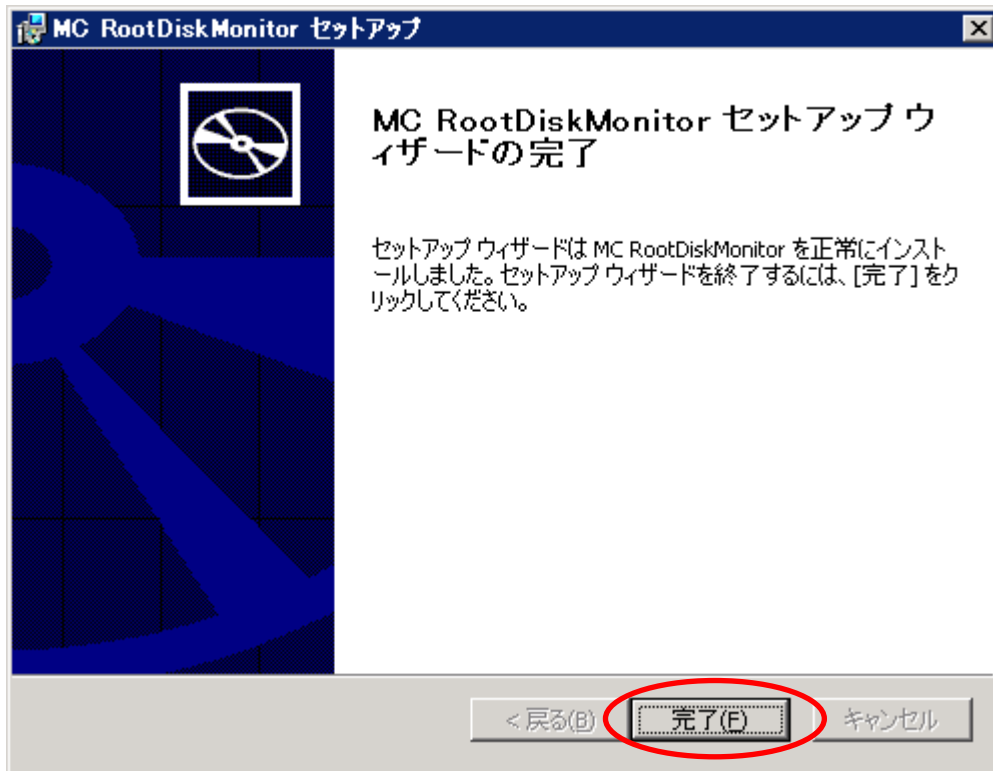 MC RootDiskMonitor セットアップ
MC RootDiskMonitor セットアップ ウ
ィザードの完了
セットアップ ウィザードは MC RootDiskMonitor を正常にインスト
ールしました。セットアップ ウィザードを終了するには、[完了] をク
リックしてください。
< 戻る(B)
完了(F)
キャンセル